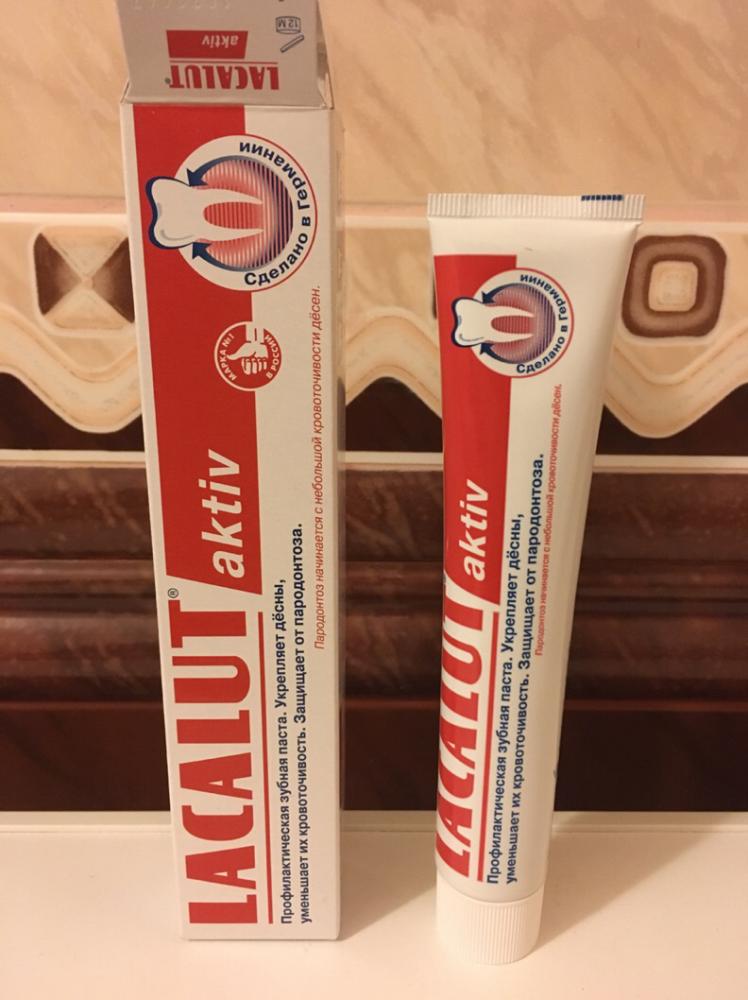 12 M
LACALUT®
aktiv
Сделано в Германии
МАРКА №1
В РОССИИ
LACALUT®
aktiv
Профилактическая зубная паста. Укрепляет дёсны,
уменьшает их кровоточивость. Защищает от пародонтоза.
Пародонтоз начинается с небольшой кровоточивости дёсен.
Сделано в Германии
LACALUT
aktiv
Профилактическая зубная паста. Укрепляет дёсны,
уменьшает их кровоточивость. Защищает от пародонтоза.
Пародонтоз начинается с небольшой кровоточивости дёсен.